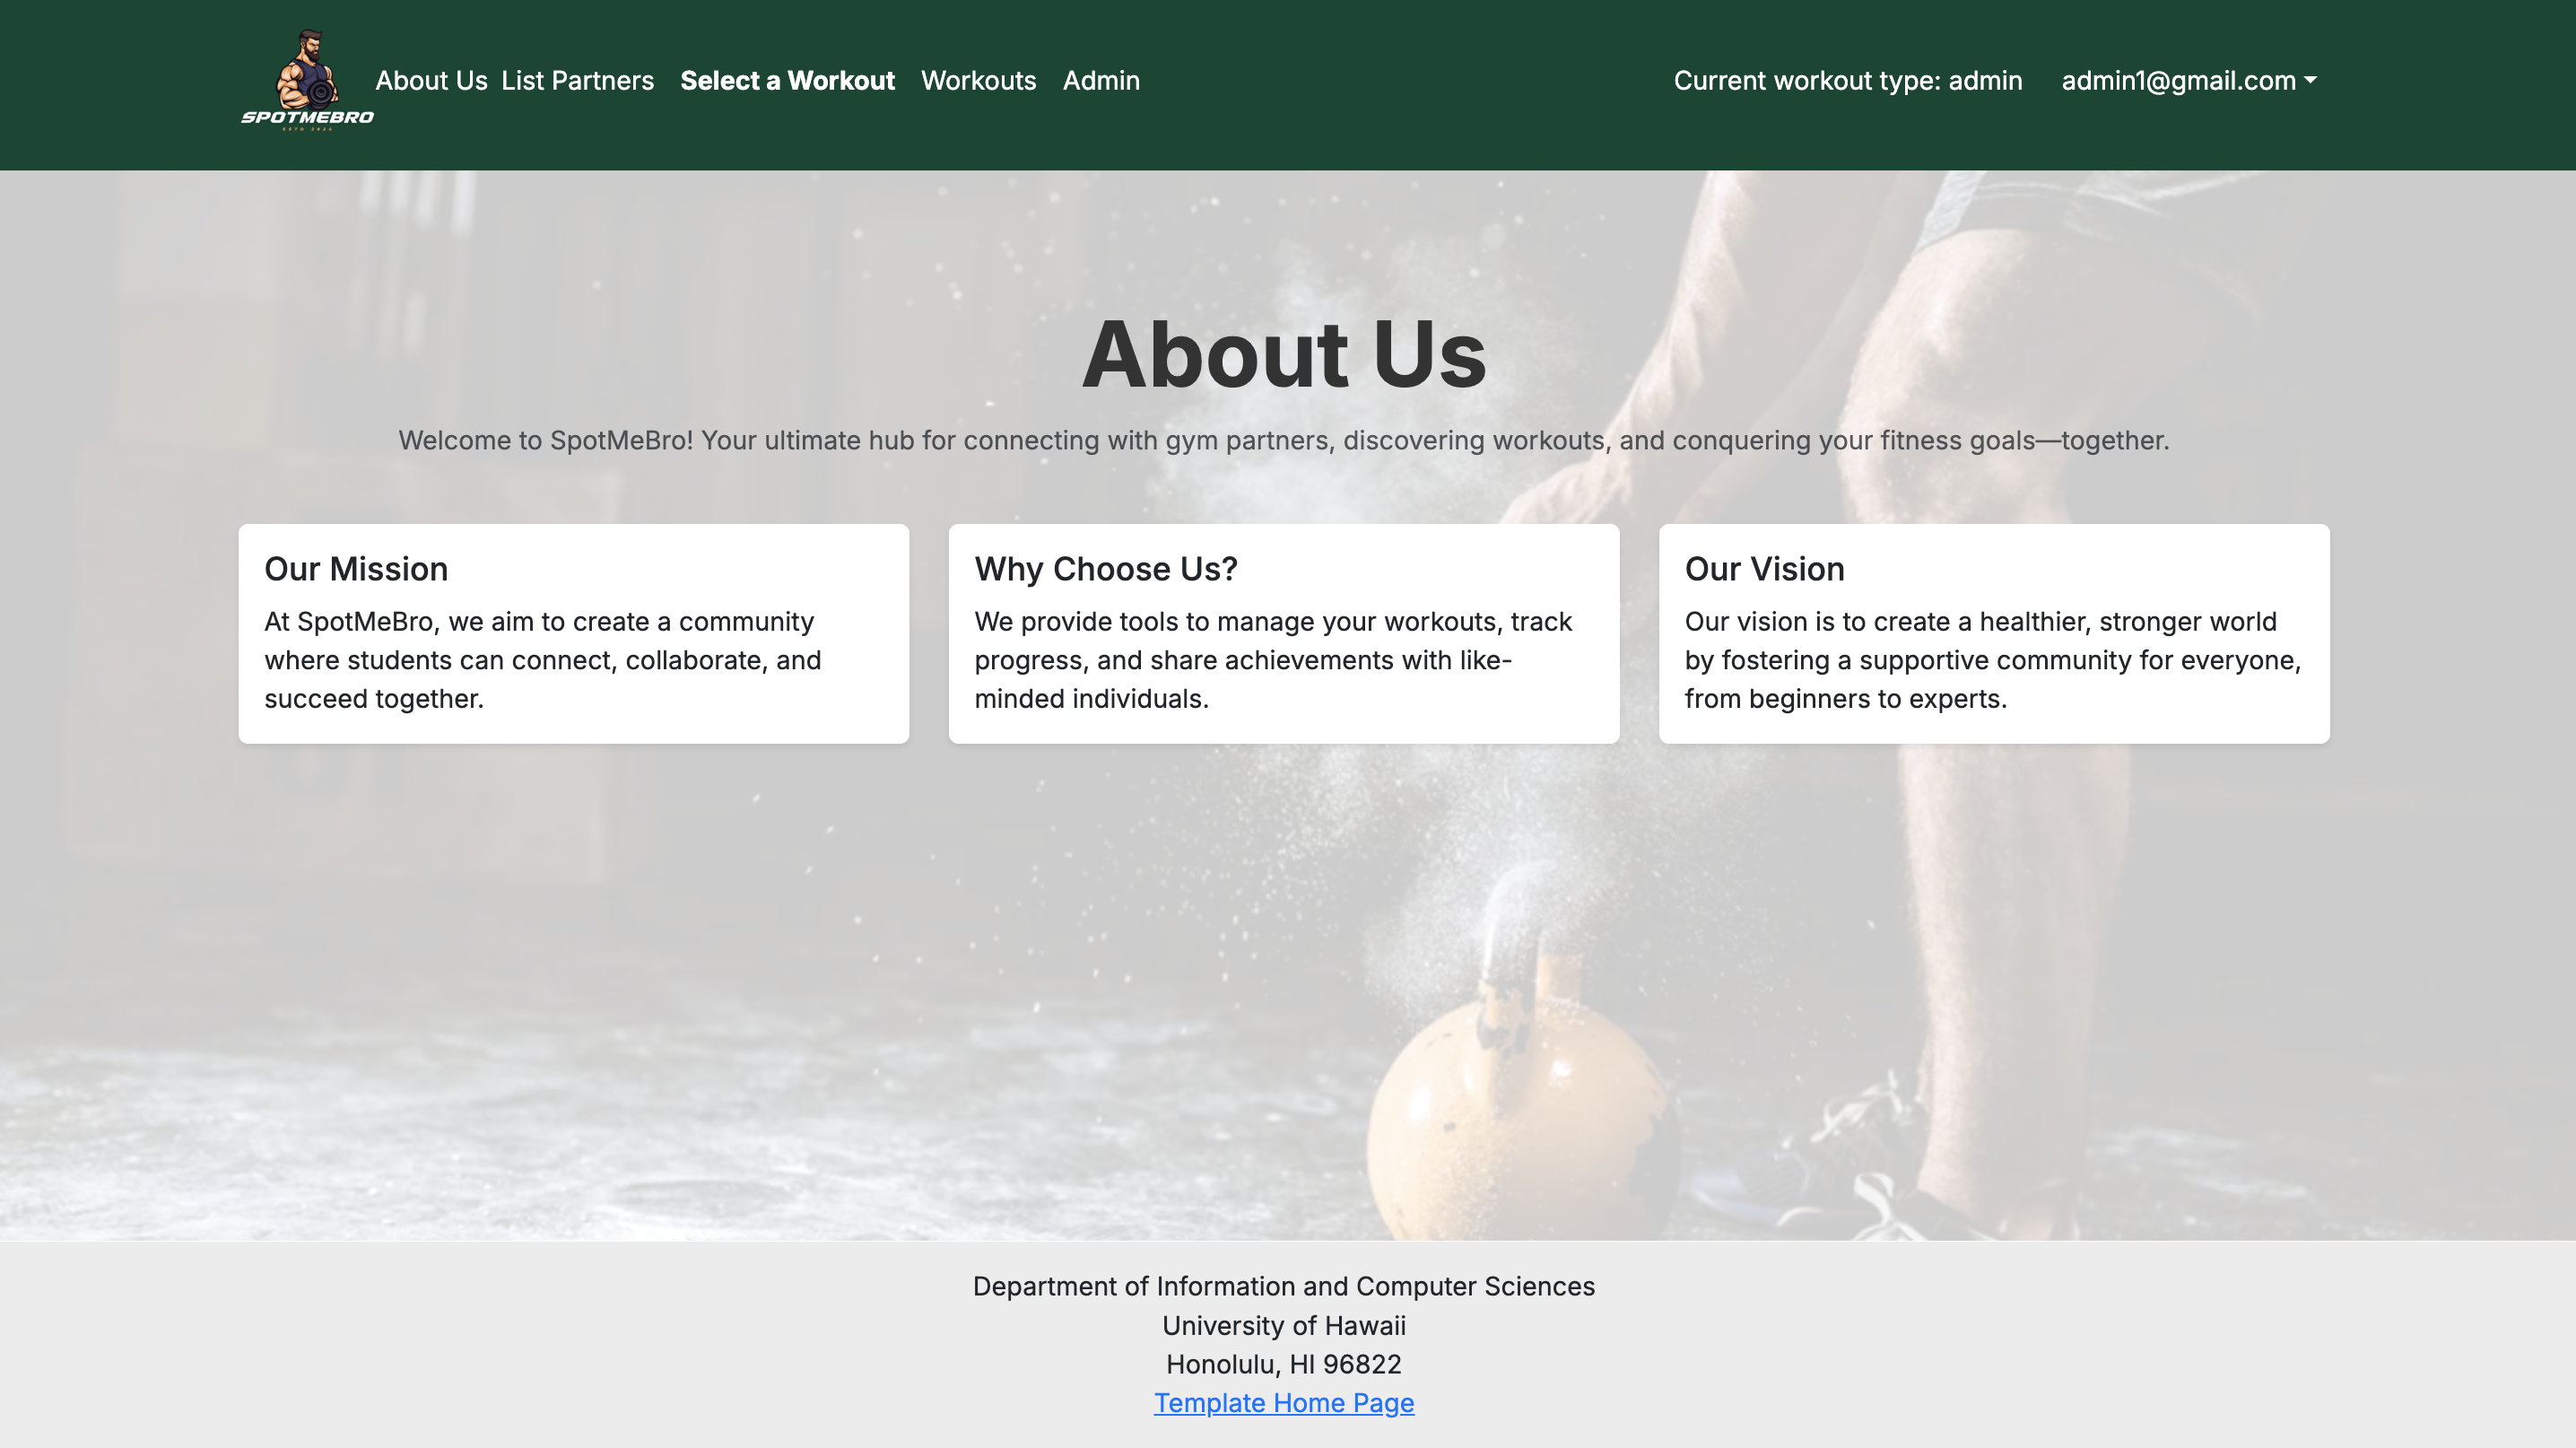 SPOTMEBRO
ESTD 2024
About Us List Partners Select a Workout Workouts Admin
Current workout type: admin admin1@gmail.com
About Us
Welcome to SpotMeBro! Your ultimate hub for connecting with gym partners, discovering workouts, and conquering your fitness goals—together.
Our Mission
At SpotMeBro, we aim to create a community
where students can connect, collaborate, and
succeed together.
Why Choose Us?
We provide tools to manage your workouts, track
progress, and share achievements with like-
minded individuals.
Our Vision
Our vision is to create a healthier, stronger world
by fostering a supportive community for everyone,
from beginners to experts.
Department of Information and Computer Sciences
University of Hawaii
Honolulu, HI 96822
Template Home Page